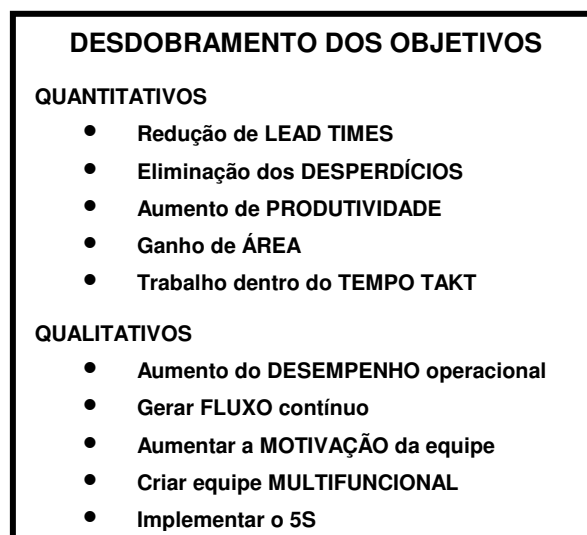 DESDOBRAMENTO DOS OBJETIVOS
QUANTITATIVOS
• Redução de LEAD TIMES
• Eliminação dos DESPERDÍCIOS
• Aumento de PRODUTIVIDADE
• Ganho de ÁREA
• Trabalho dentro do TEMPO TAKT
QUALITATIVOS
• Aumento do DESEMPENHO operacional
• Gerar FLUXO contínuo
• Aumentar a MOTIVAÇÃO da equipe
• Criar equipe MULTIFUNCIONAL
• Implementar o 5S